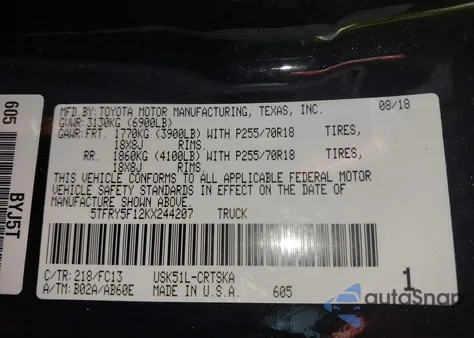 605
BYJ5T
MFD.BY:TOYOTA MOTOR MANUFACTURING, TEXAS, INC. 08/18
GVWR:3130KG (6900LB)
GAWR:FRT. 1770KG (3900LB) WITH P255/70R18 TIRES,
18X8J RIMS.
RR. 1860KG (4100LB) WITH P255/70R18 TIRES,
18X8J RIMS.
THIS VEHICLE CONFORMS TO ALL APPLICABLE FEDERAL MOTOR
VEHICLE SAFETY STANDARDS IN EFFECT ON THE DATE OF
MANUFACTURE SHOWN ABOVE.
5TFRY5F12KX244207 TRUCK
C/TR:218/FC13 USK51L-CRTSKA 1
A/TM:B02A/AB60E MADE IN U.S.A. 605
autoSnap